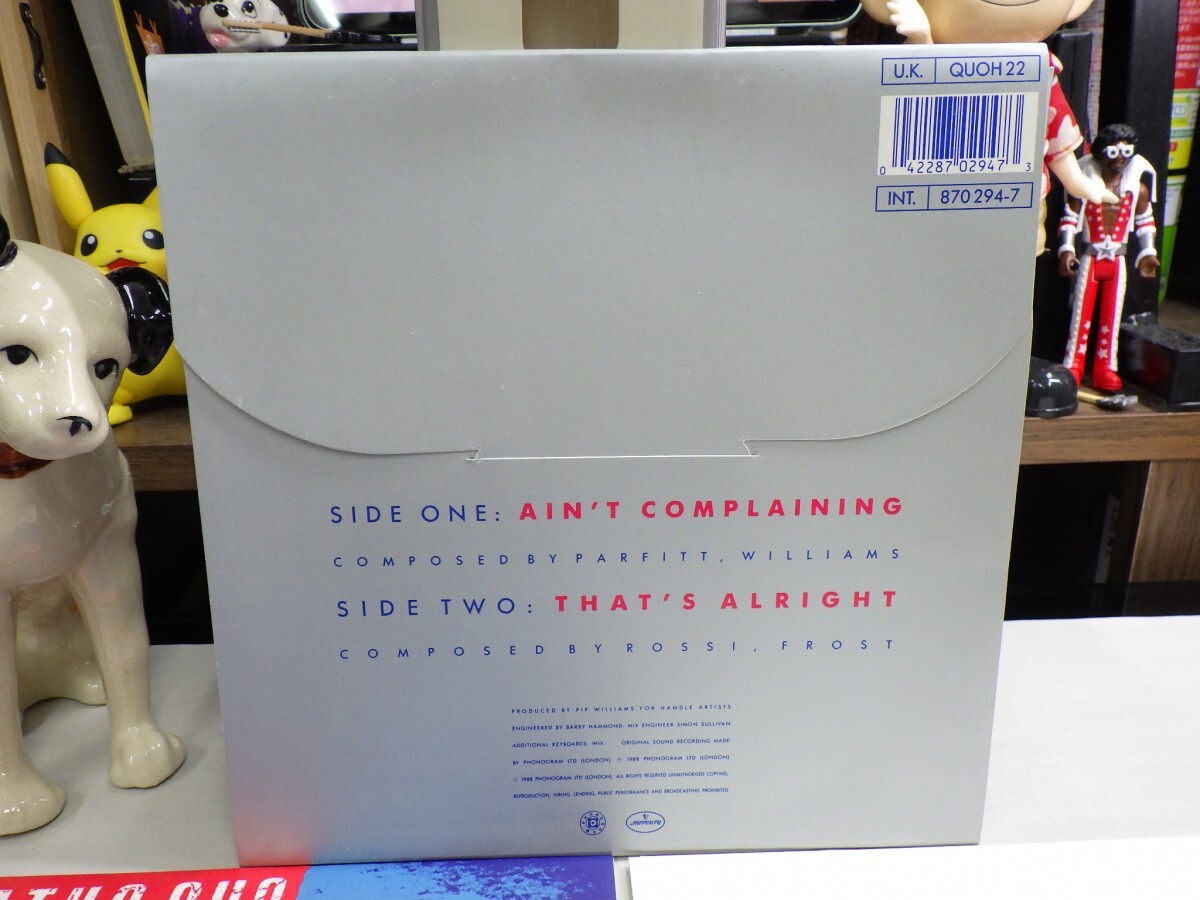 U.K. QUOH 22
0 42287 02947 3
INT. 870 294-7
SIDE ONE: AIN'T COMPLAINING
COMPOSED BY PARFITT, WILLIAMS
SIDE TWO: THAT'S ALRIGHT
COMPOSED BY ROSSI, FROST
PRODUCED BY PIP WILLIAMS FOR HANDLE ARTISTS
ENGINEERED BY BARRY HAMMOND. MIX ENGINEER SIMON SULLIVAN
ADDITIONAL KEYBOARDS: WIX. ORIGINAL SOUND RECORDING MADE
BY PHONOGRAM LTD (LONDON). ℗ 1988 PHONOGRAM LTD (LONDON)
© 1988 PHONOGRAM LTD (LONDON). ALL RIGHTS RESERVED UNAUTHORISED COPYING,
REPRODUCTION, HIRING, LENDING, PUBLIC PERFORMANCE AND BROADCASTING PROHIBITED
mercury
QUO